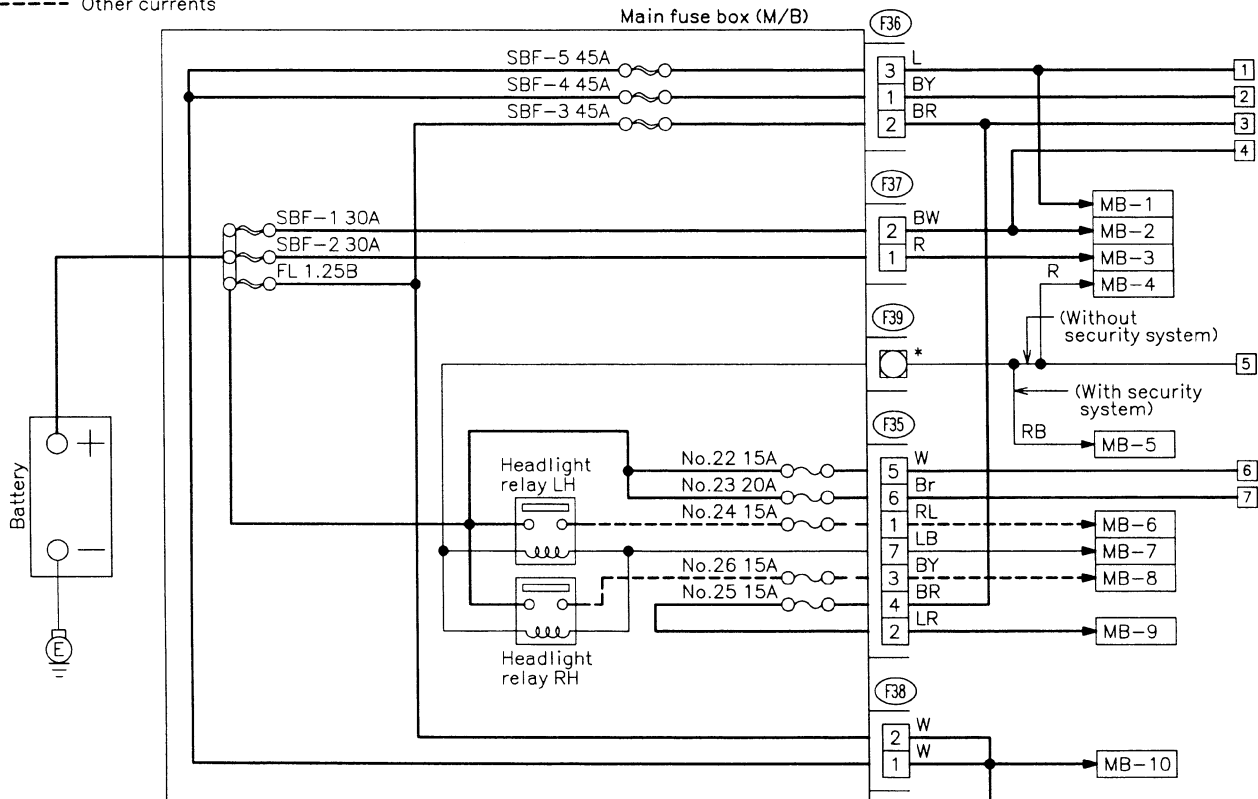 Other currents
Main fuse box (M/B)
F36
SBF-5 45A
3
L
1
SBF-4 45A
1
BY
2
SBF-3 45A
2
BR
3
4
F37
MB-1
SBF-1 30A
2
BW
MB-2
SBF-2 30A
1
R
MB-3
FL 1.25B
R
MB-4
F39
(Without
security system)
*
5
(With security
system)
F35
RB
MB-5
Battery
+
−
E
No.22 15A
5
W
6
Headlight
relay LH
No.23 20A
6
Br
7
No.24 15A
1
RL
MB-6
7
LB
MB-7
No.26 15A
3
BY
MB-8
No.25 15A
4
BR
2
LR
MB-9
Headlight
relay RH
F38
2
W
1
W
MB-10